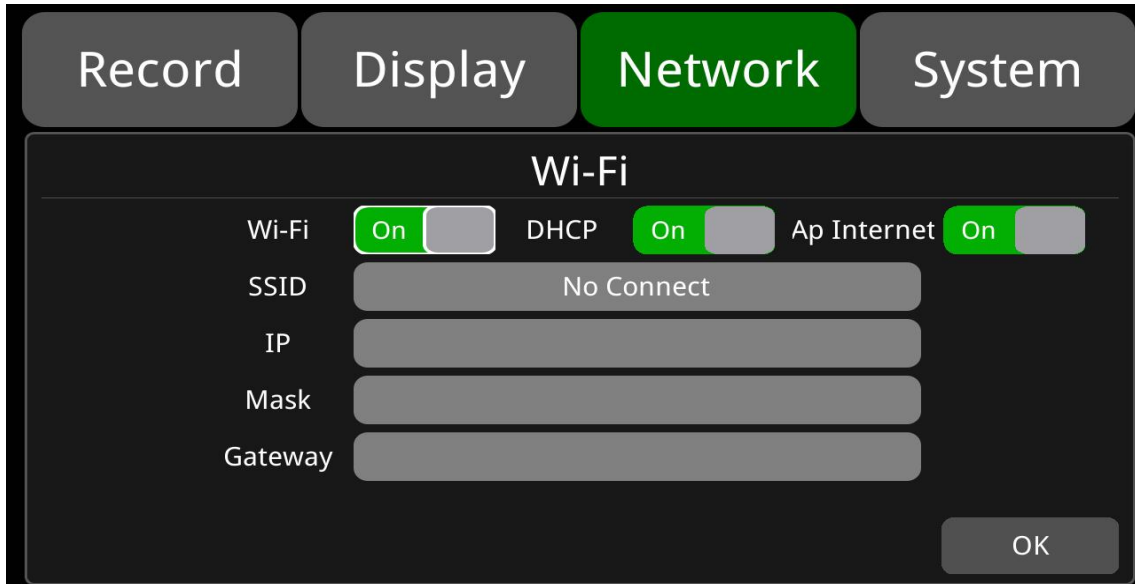 Record Display Network System
Wi-Fi
Wi-Fi On DHCP On Ap Internet On
SSID No Connect
IP
Mask
Gateway
OK